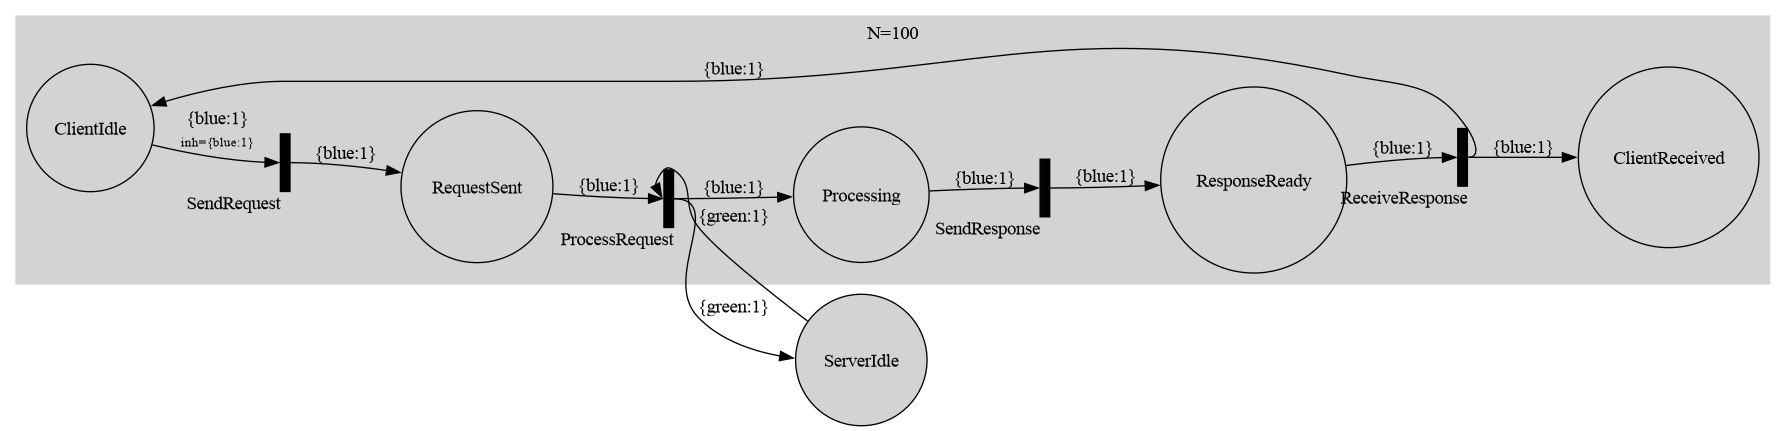 N=100
{blue:1}
ClientIdle
{blue:1}
inh={blue:1}
SendRequest
{blue:1}
RequestSent
{blue:1}
ProcessRequest
{blue:1}
{green:1}
{green:1}
Processing
ServerIdle
{blue:1}
SendResponse
{blue:1}
ResponseReady
{blue:1}
ReceiveResponse
{blue:1}
ClientReceived